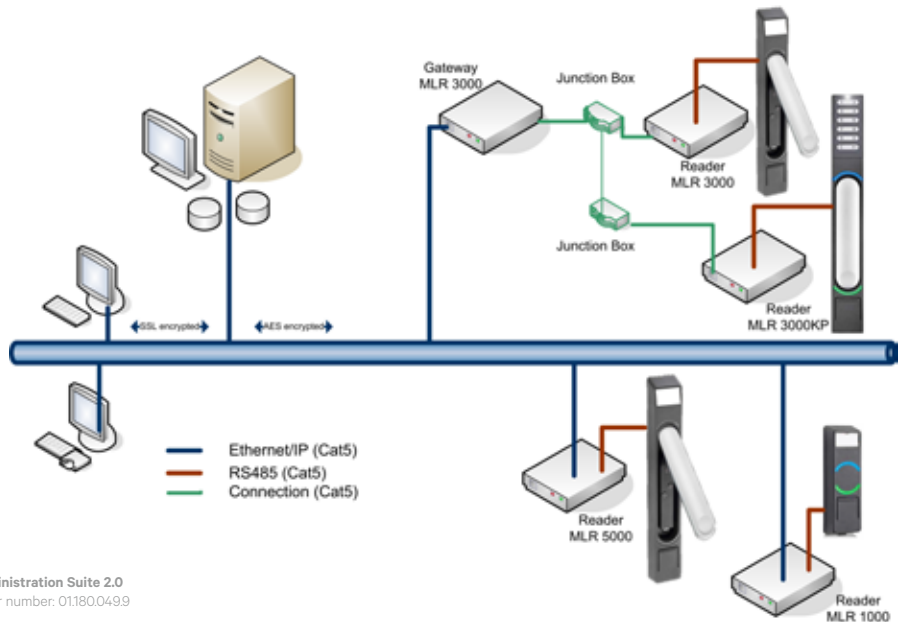 Gateway
MLR 3000
Junction Box
Reader
MLR 3000
Junction Box
Reader
MLR 3000KP
SSL encrypted
AES encrypted
Ethernet/IP (Cat5)
RS485 (Cat5)
Connection (Cat5)
Reader
MLR 5000
Reader
MLR 1000
inistration Suite 2.0
r number: 01.180.049.9